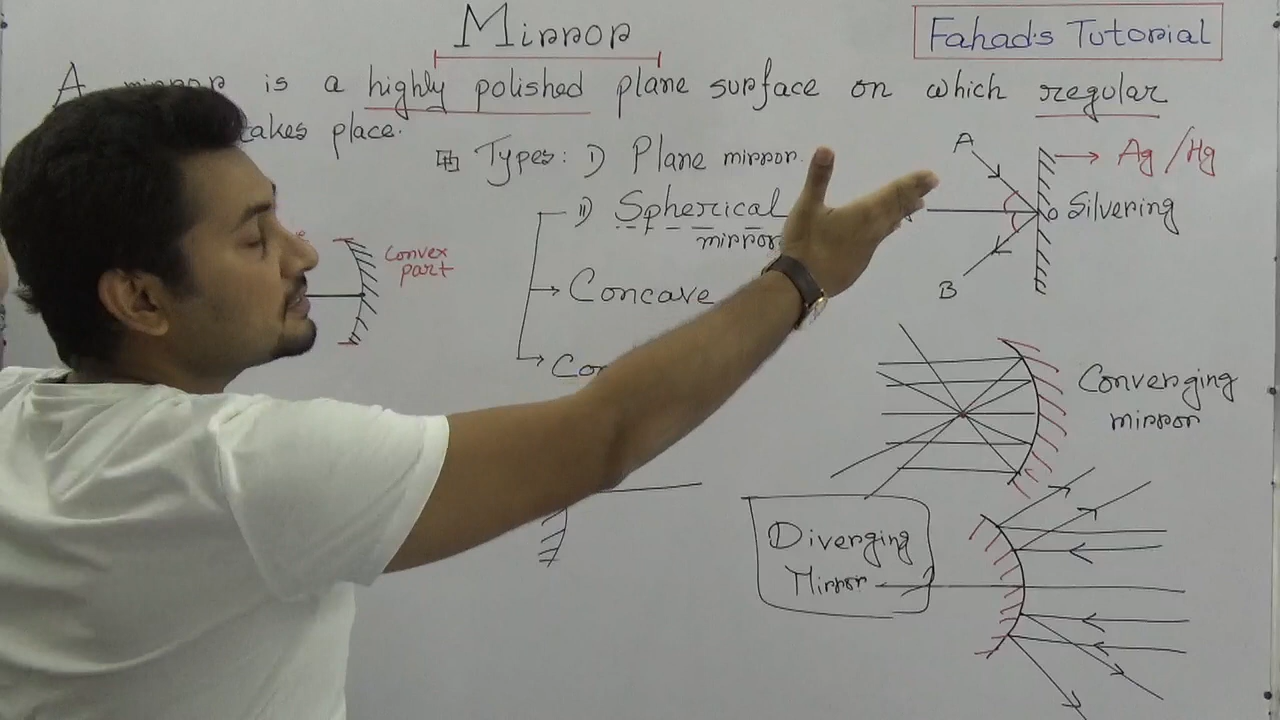 Mirror
Fahad's Tutorial
A mirror is a highly polished plane surface on which regular
takes place.
Types: i) Plane mirror.
ii) Spherical
mirror
Concave
Convex
part
A
B
Ag/Hg
Silvering
Converging
mirror
Diverging
Mirror